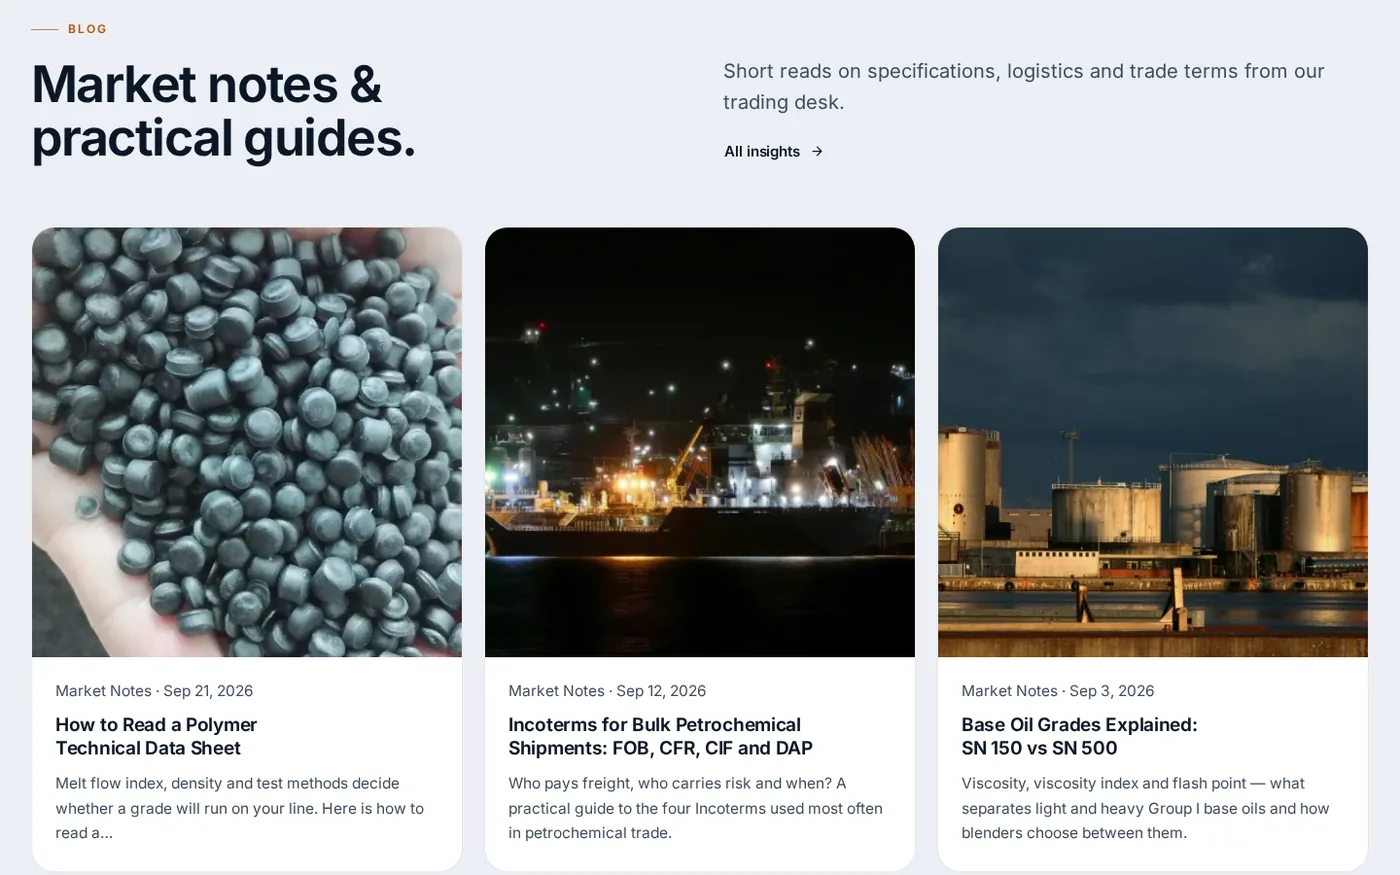 BLOG
Market notes &
practical guides.
Short reads on specifications, logistics and trade terms from our
trading desk.
All insights →
Market Notes · Sep 21, 2026
How to Read a Polymer
Technical Data Sheet
Melt flow index, density and test methods decide
whether a grade will run on your line. Here is how to
read a…
Market Notes · Sep 12, 2026
Incoterms for Bulk Petrochemical
Shipments: FOB, CFR, CIF and DAP
Who pays freight, who carries risk and when? A
practical guide to the four Incoterms used most often
in petrochemical trade.
Market Notes · Sep 3, 2026
Base Oil Grades Explained:
SN 150 vs SN 500
Viscosity, viscosity index and flash point — what
separates light and heavy Group I base oils and how
blenders choose between them.